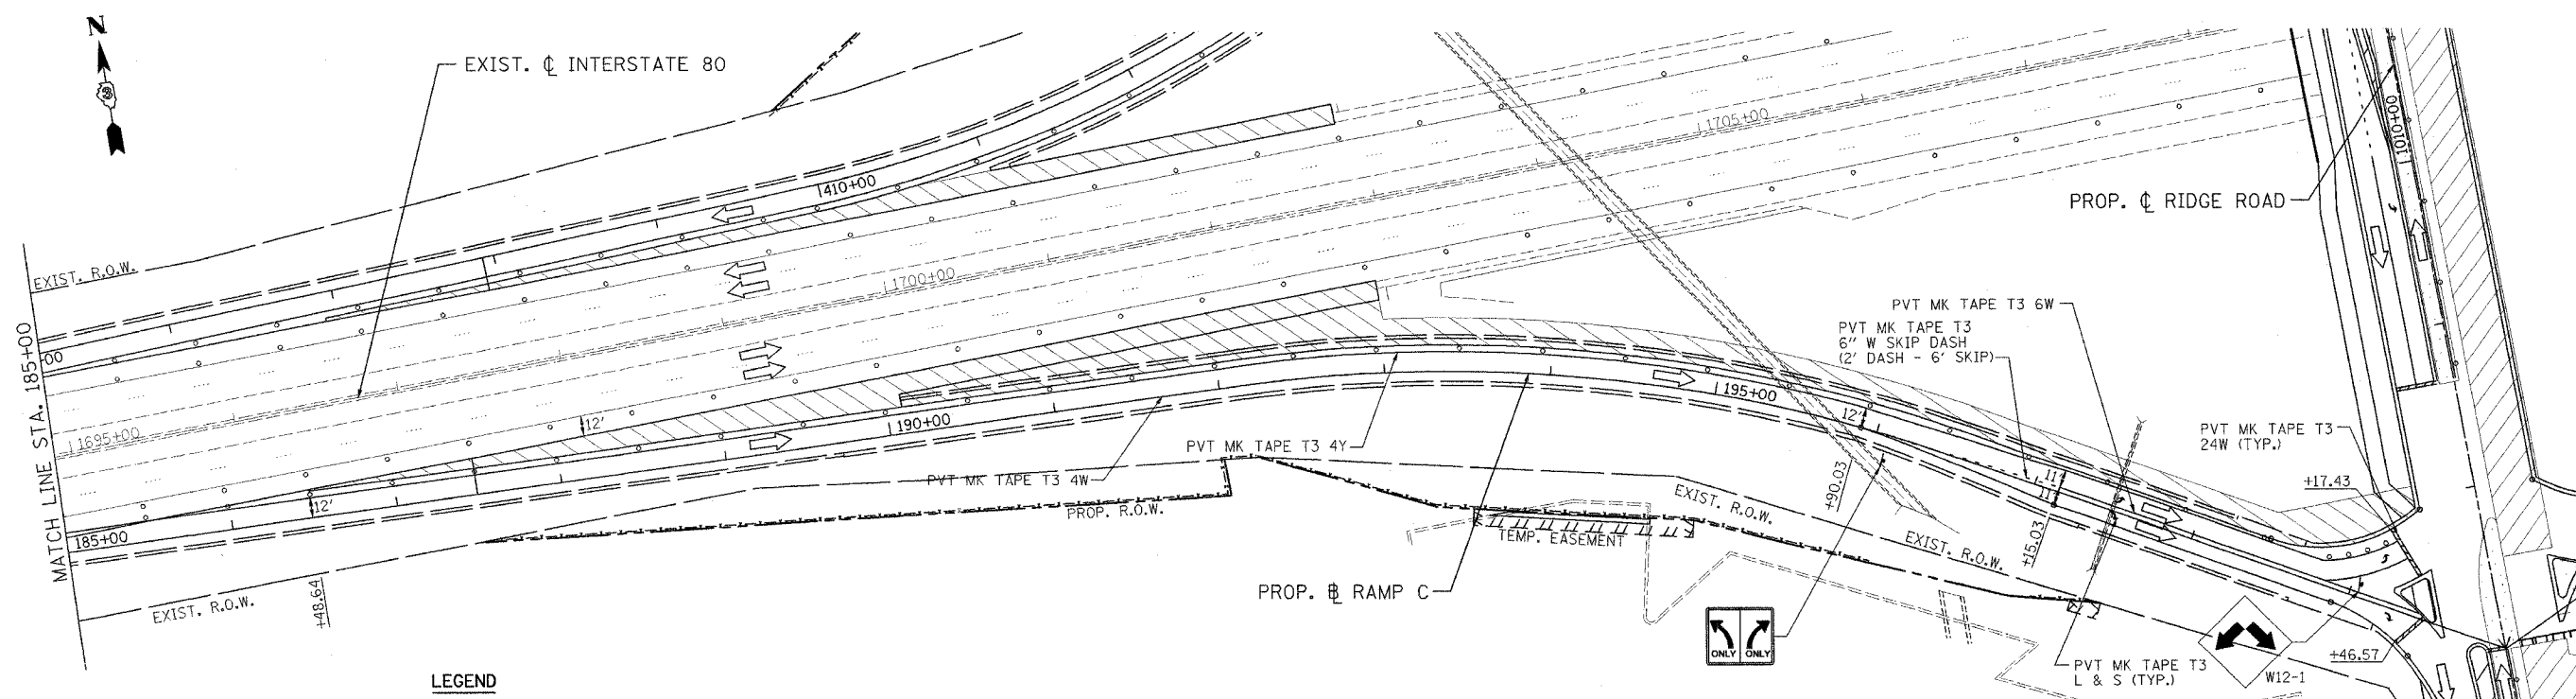 N
3
EXIST. ℄ INTERSTATE 80
EXIST. R.O.W.
MATCH LINE STA. 185+00
00
410+00
1695+00
1700+00
1705+00
1010+00
PROP. ℄ RIDGE ROAD
PVT MK TAPE T3 6W
PVT MK TAPE T3
6" W SKIP DASH
(2' DASH - 6' SKIP)
PVT MK TAPE T3
24W (TYP.)
+17.43
12'
12'
12'
11'
11'
185+00
190+00
195+00
PVT MK TAPE T3 4Y
PVT MK TAPE T3 4W
PROP. R.O.W.
EXIST. R.O.W.
EXIST. R.O.W.
EXIST. R.O.W.
TEMP. EASEMENT
+48.64
+90.03
+15.03
PROP. ⅊ RAMP C
ONLY ONLY
PVT MK TAPE T3
L & S (TYP.)
W12-1
+46.57
LEGEND